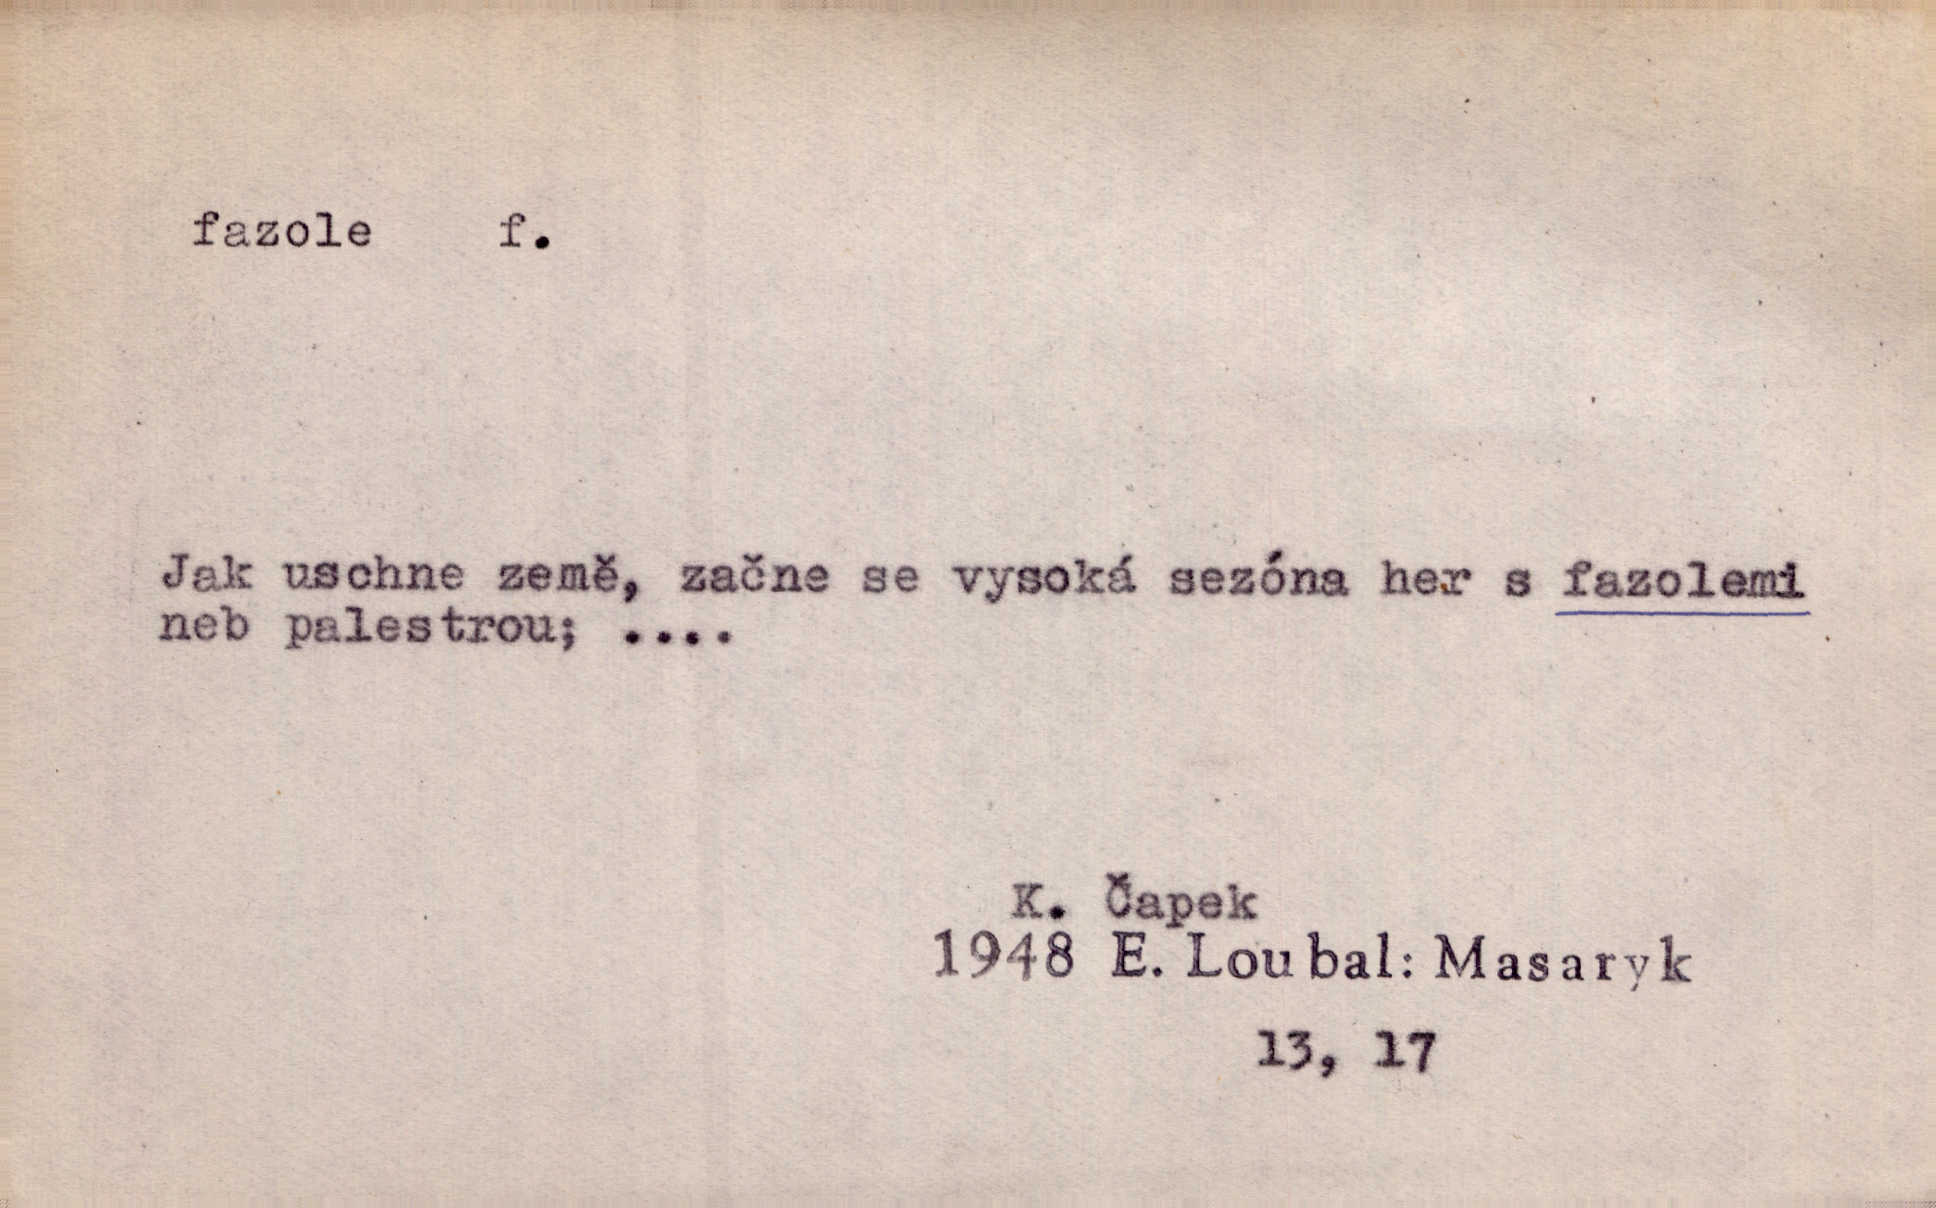 fazole f.
Jak uschne země, začne se vysoká sezóna her s fazolemi
neb palestrou; ....
K. Čapek
1948 E. Loubal: Masaryk
13, 17